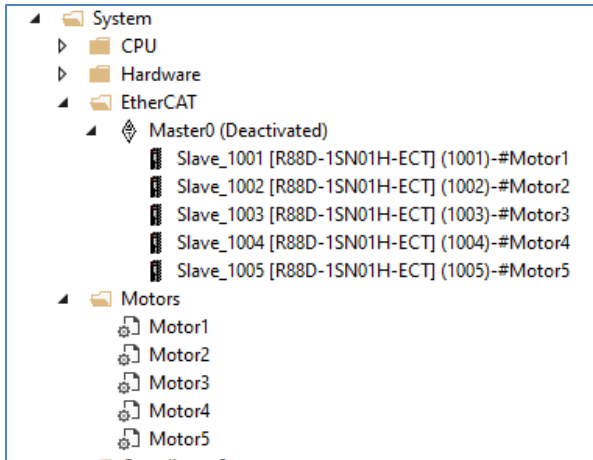 System
CPU
Hardware
EtherCAT
Master0 (Deactivated)
Slave_1001 [R88D-1SN01H-ECT] (1001)-#Motor1
Slave_1002 [R88D-1SN01H-ECT] (1002)-#Motor2
Slave_1003 [R88D-1SN01H-ECT] (1003)-#Motor3
Slave_1004 [R88D-1SN01H-ECT] (1004)-#Motor4
Slave_1005 [R88D-1SN01H-ECT] (1005)-#Motor5
Motors
Motor1
Motor2
Motor3
Motor4
Motor5